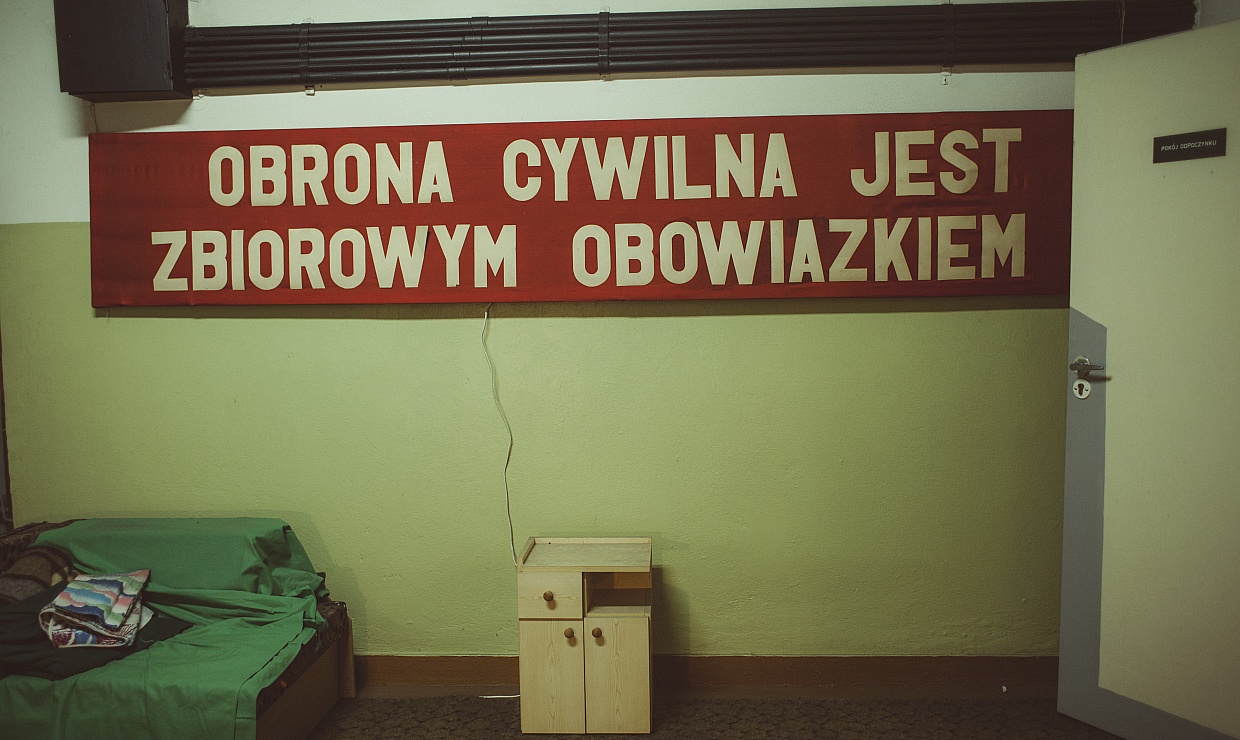 OBRONA CYWILNA JEST
ZBIOROWYM OBOWIAZKIEM
POKÓJ ODPOCZYNKU